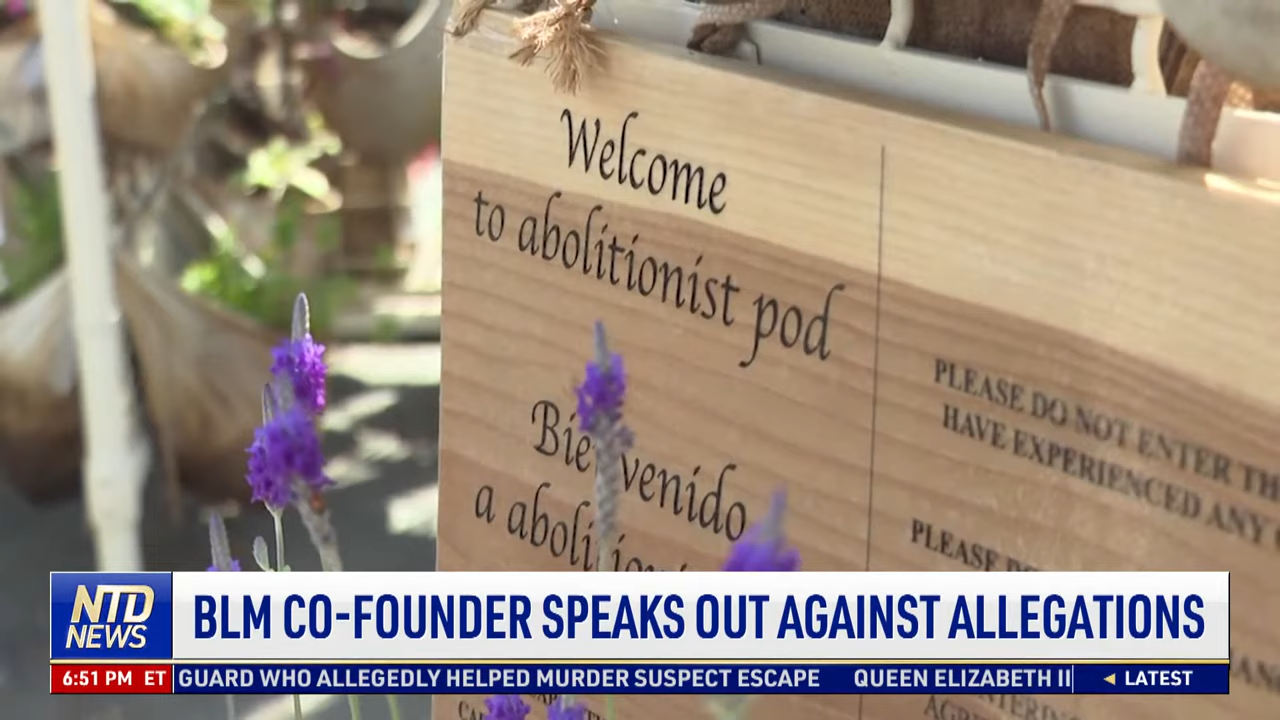 Welcome
to abolitionist pod
Bienvenido
a
PLEASE DO NOT ENTER
HAVE EXPERIENCED ANY
PLEASE
NTD
NEWS
BLM CO-FOUNDER SPEAKS OUT AGAINST ALLEGATIONS
6:51 PM ET
GUARD WHO ALLEGEDLY HELPED MURDER SUSPECT ESCAPE QUEEN ELIZABETH II
LATEST